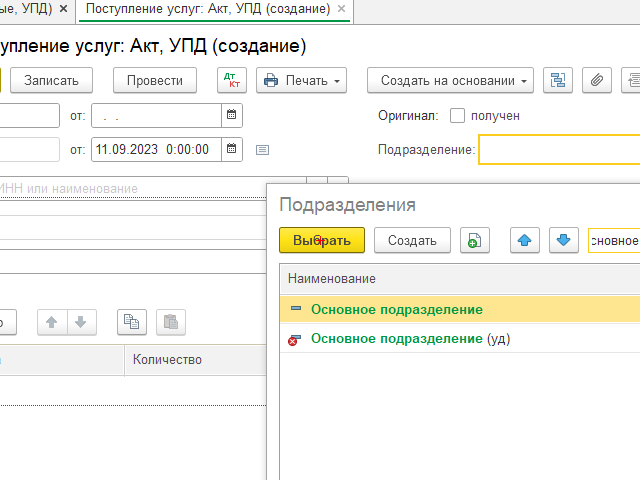 ые, УПД) ×
Поступление услуг: Акт, УПД (создание) ×
упление услуг: Акт, УПД (создание)
Записать
Провести
Дт Кт
Печать
Создать на основании
от: . .
Оригинал: получен
от: 11.09.2023 0:00:00
Подразделение:
ИНН или наименование
Подразделения
Выбрать
Создать
сновное
Наименование
Основное подразделение
Основное подразделение (уд)
Количество